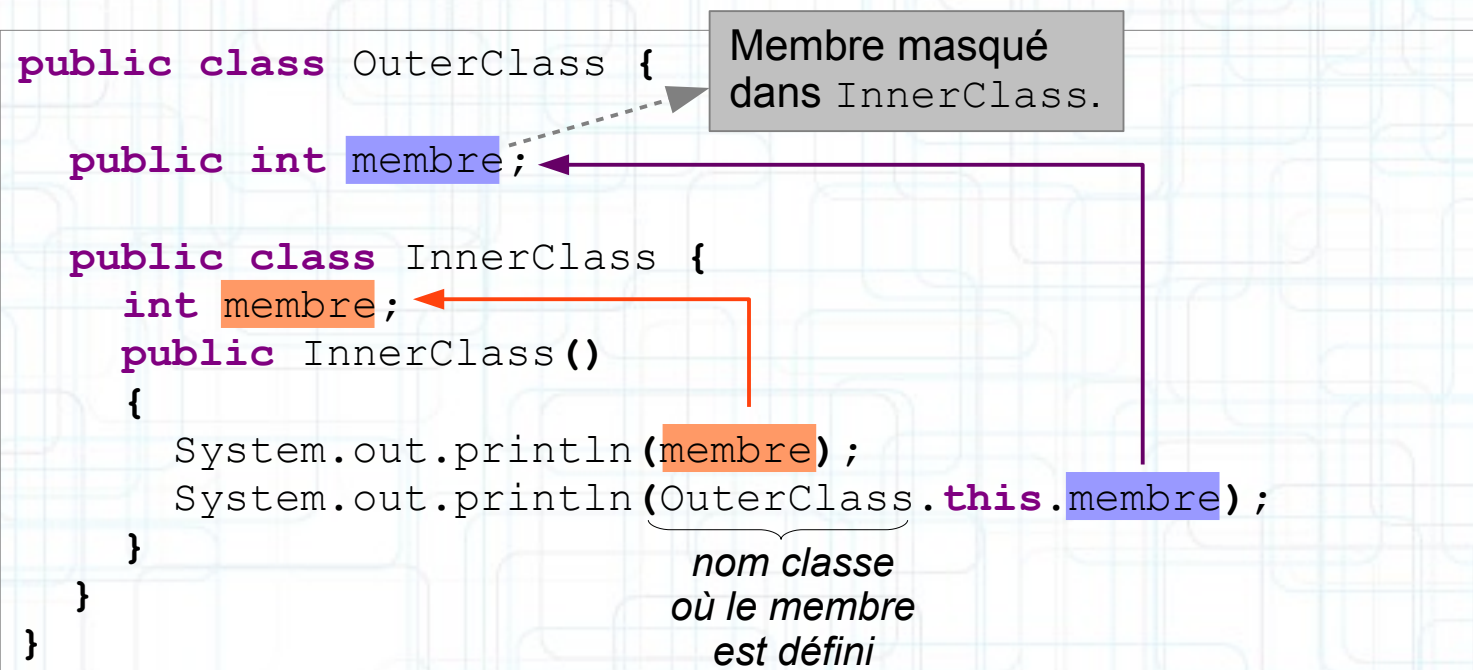 public class OuterClass {
Membre masqué
dans InnerClass.
public int membre;
public class InnerClass {
int membre;
public InnerClass()
{
System.out.println(membre);
System.out.println(OuterClass.this.membre);
}
nom classe
où le membre
est défini
}
}